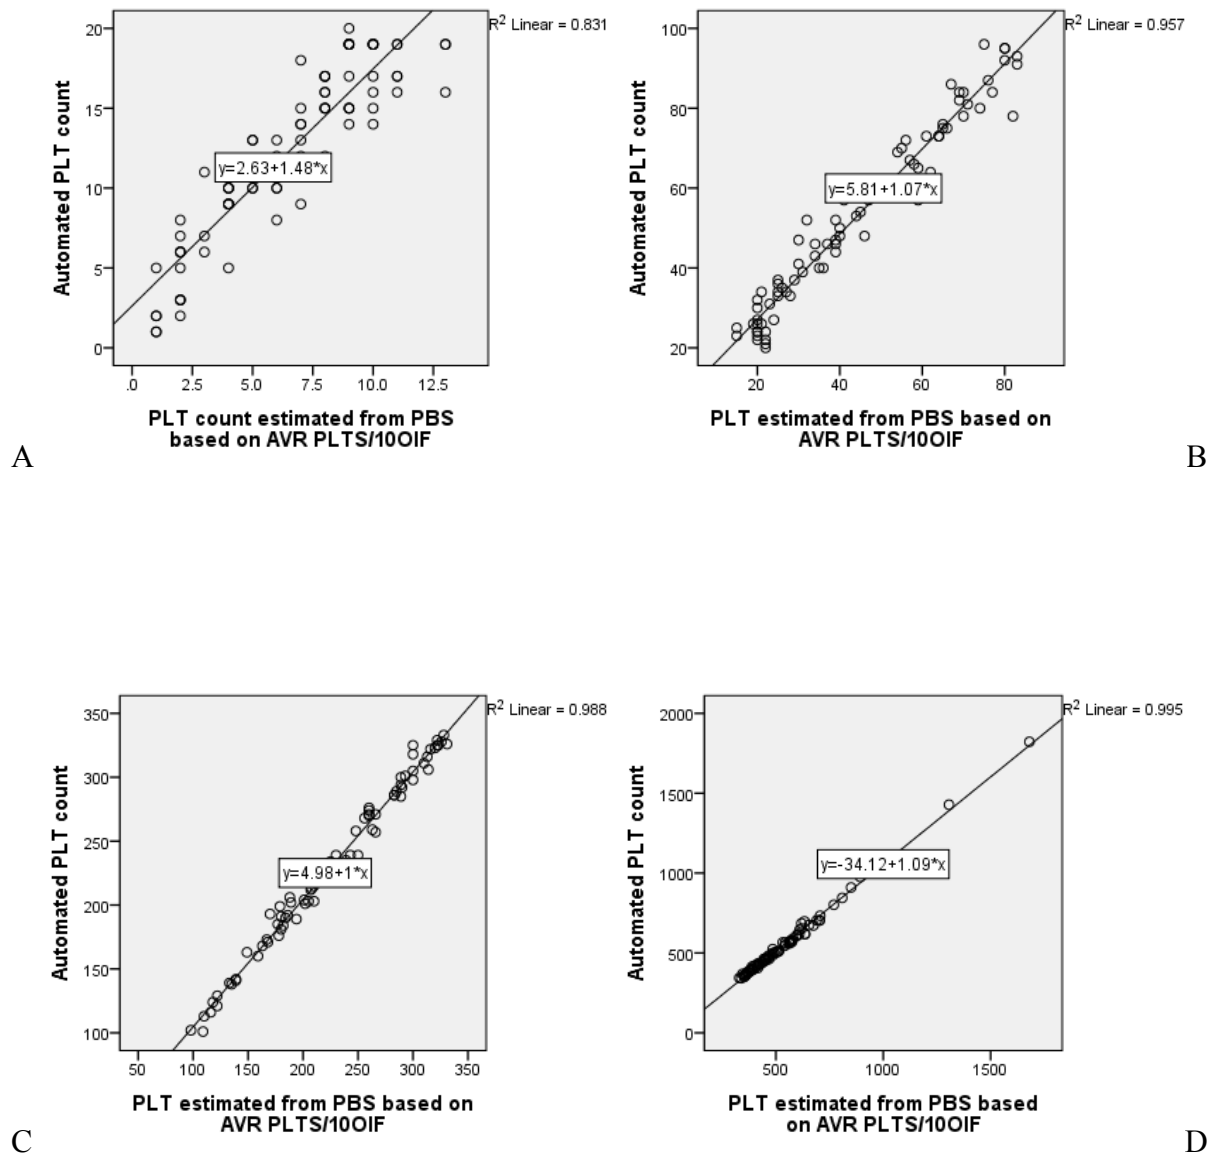 R² Linear = 0.831
20
15
10
5
0
Automated PLT count
y=2.63+1.48*x
.0 2.5 5.0 7.5 10.0 12.5
PLT count estimated from PBS
based on AVR PLTS/10OIF
A
R² Linear = 0.957
100
80
60
40
20
Automated PLT count
y=5.81+1.07*x
20 40 60 80
PLT estimated from PBS based on
AVR PLTS/10OIF
B
R² Linear = 0.988
350
300
250
200
150
100
Automated PLT count
y=4.98+1*x
50 100 150 200 250 300 350
PLT estimated from PBS based on
AVR PLTS/10OIF
C
R² Linear = 0.995
2000
1500
1000
500
0
Automated PLT count
y=-34.12+1.09*x
500 1000 1500
PLT estimated from PBS based
on AVR PLTS/10OIF
D